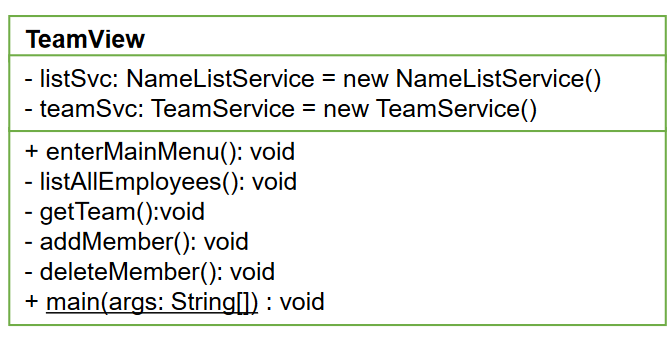 TeamView
- listSvc: NameListService = new NameListService()
- teamSvc: TeamService = new TeamService()
+ enterMainMenu(): void
- listAllEmployees(): void
- getTeam():void
- addMember(): void
- deleteMember(): void
+ main(args: String[]) : void